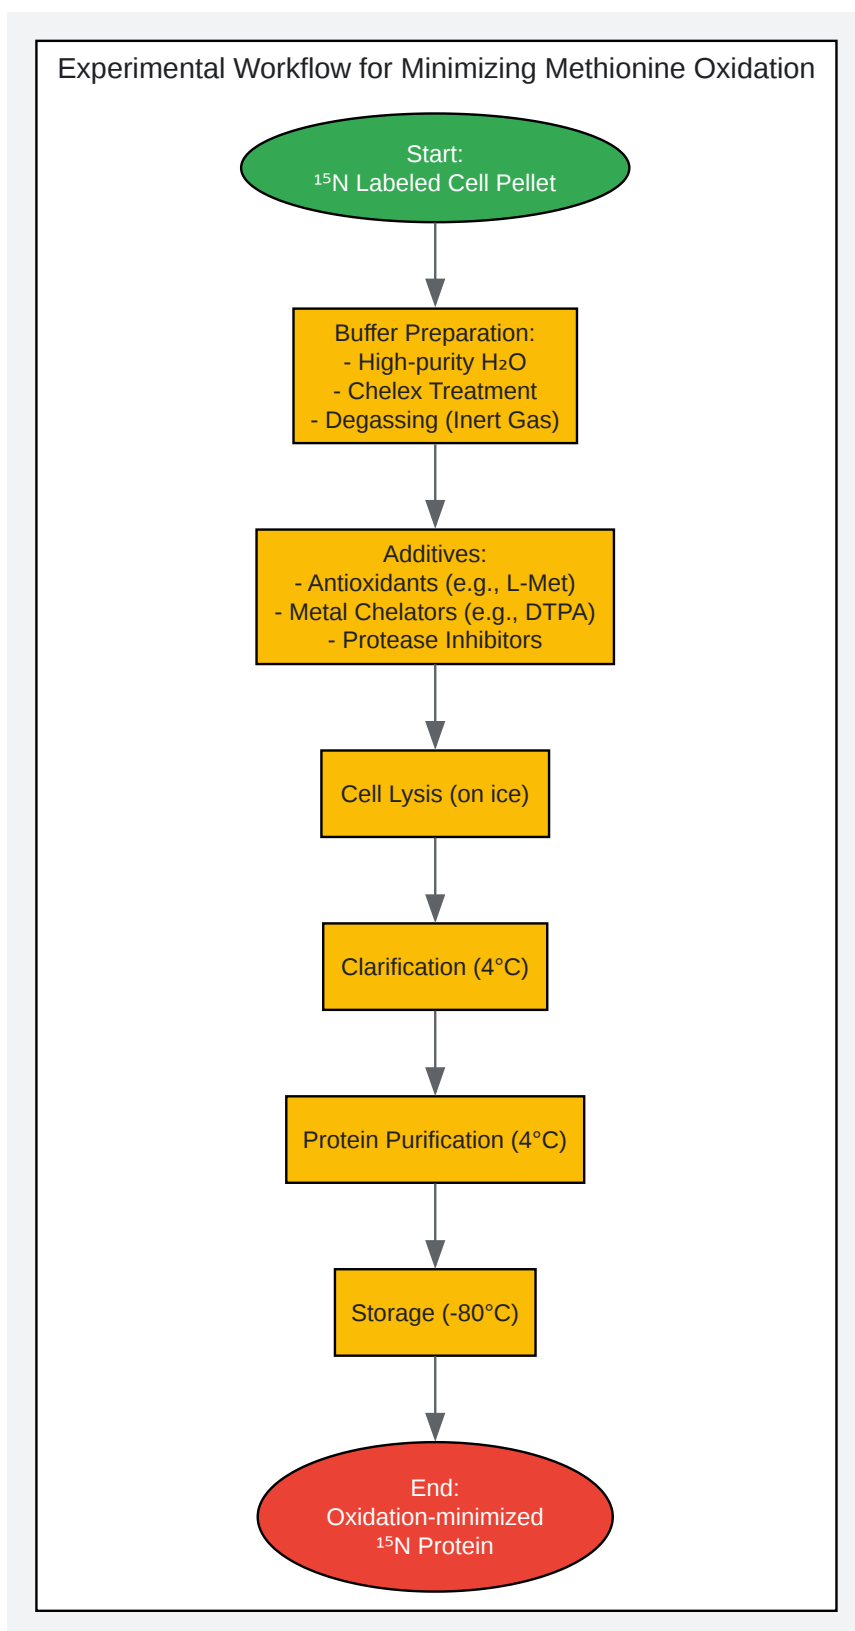 Experimental Workflow for Minimizing Methionine Oxidation
Start:
¹⁵N Labeled Cell Pellet
Buffer Preparation:
- High-purity H₂O
- Chelex Treatment
- Degassing (Inert Gas)
Additives:
- Antioxidants (e.g., L-Met)
- Metal Chelators (e.g., DTPA)
- Protease Inhibitors
Cell Lysis (on ice)
Clarification (4°C)
Protein Purification (4°C)
Storage (-80°C)
End:
Oxidation-minimized
¹⁵N Protein